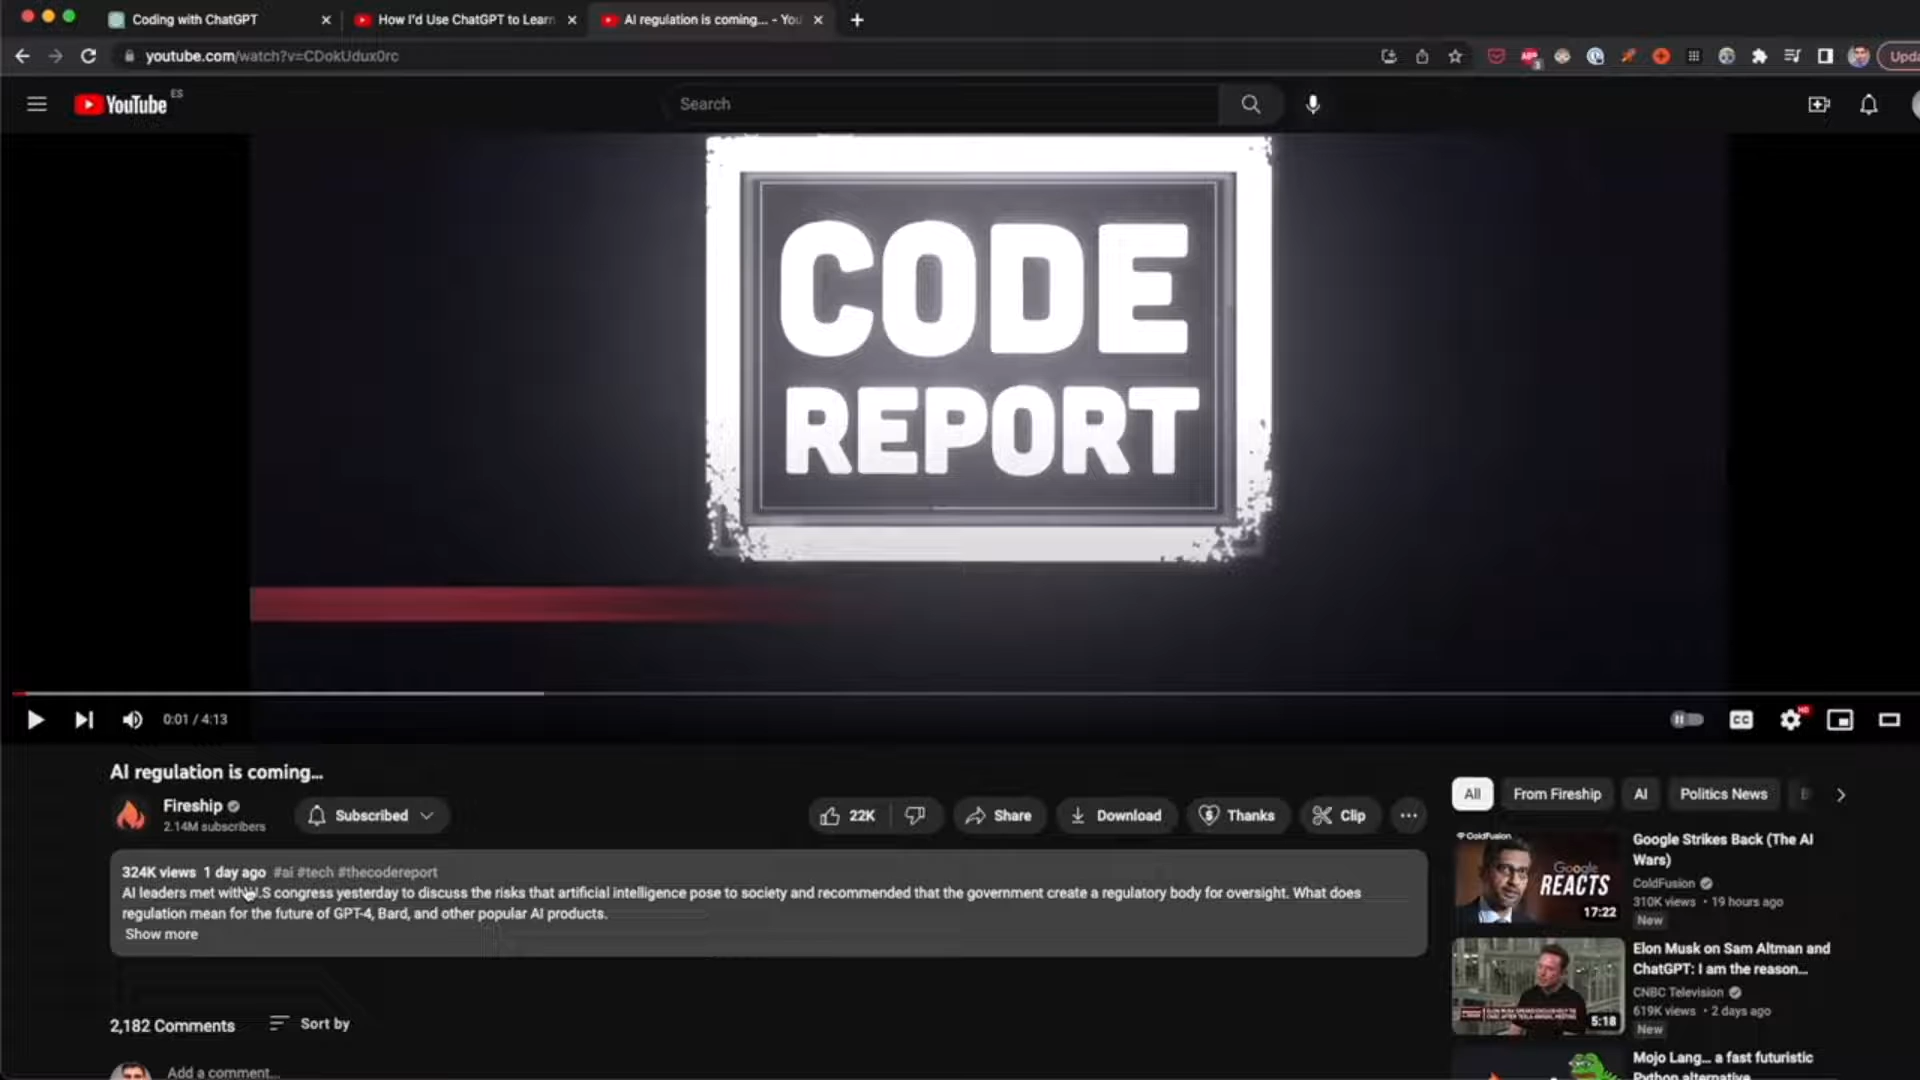 Coding with ChatGPT
How I'd Use ChatGPT to Learn
AI regulation is coming... - You
youtube.com/watch?v=CDokUdux0rc
Upda
YouTube ES
Search
CODE
REPORT
0:01 / 4:13
CC
HD
AI regulation is coming...
Fireship
2.14M subscribers
Subscribed
22K
Share
Download
Thanks
Clip
All
From Fireship
AI
Politics News
324K views 1 day ago #ai #tech #thecodereport
AI leaders met with U.S congress yesterday to discuss the risks that artificial intelligence pose to society and recommended that the government create a regulatory body for oversight. What does
regulation mean for the future of GPT-4, Bard, and other popular AI products.
Show more
2,182 Comments
Sort by
Add a comment...
ColdFusion
Google
REACTS
17:22
Google Strikes Back (The AI
Wars)
ColdFusion
310K views • 19 hours ago
New
5:18
Elon Musk on Sam Altman and
ChatGPT: I am the reason...
CNBC Television
619K views • 2 days ago
New
Mojo Lang... a fast futuristic
Python alternative